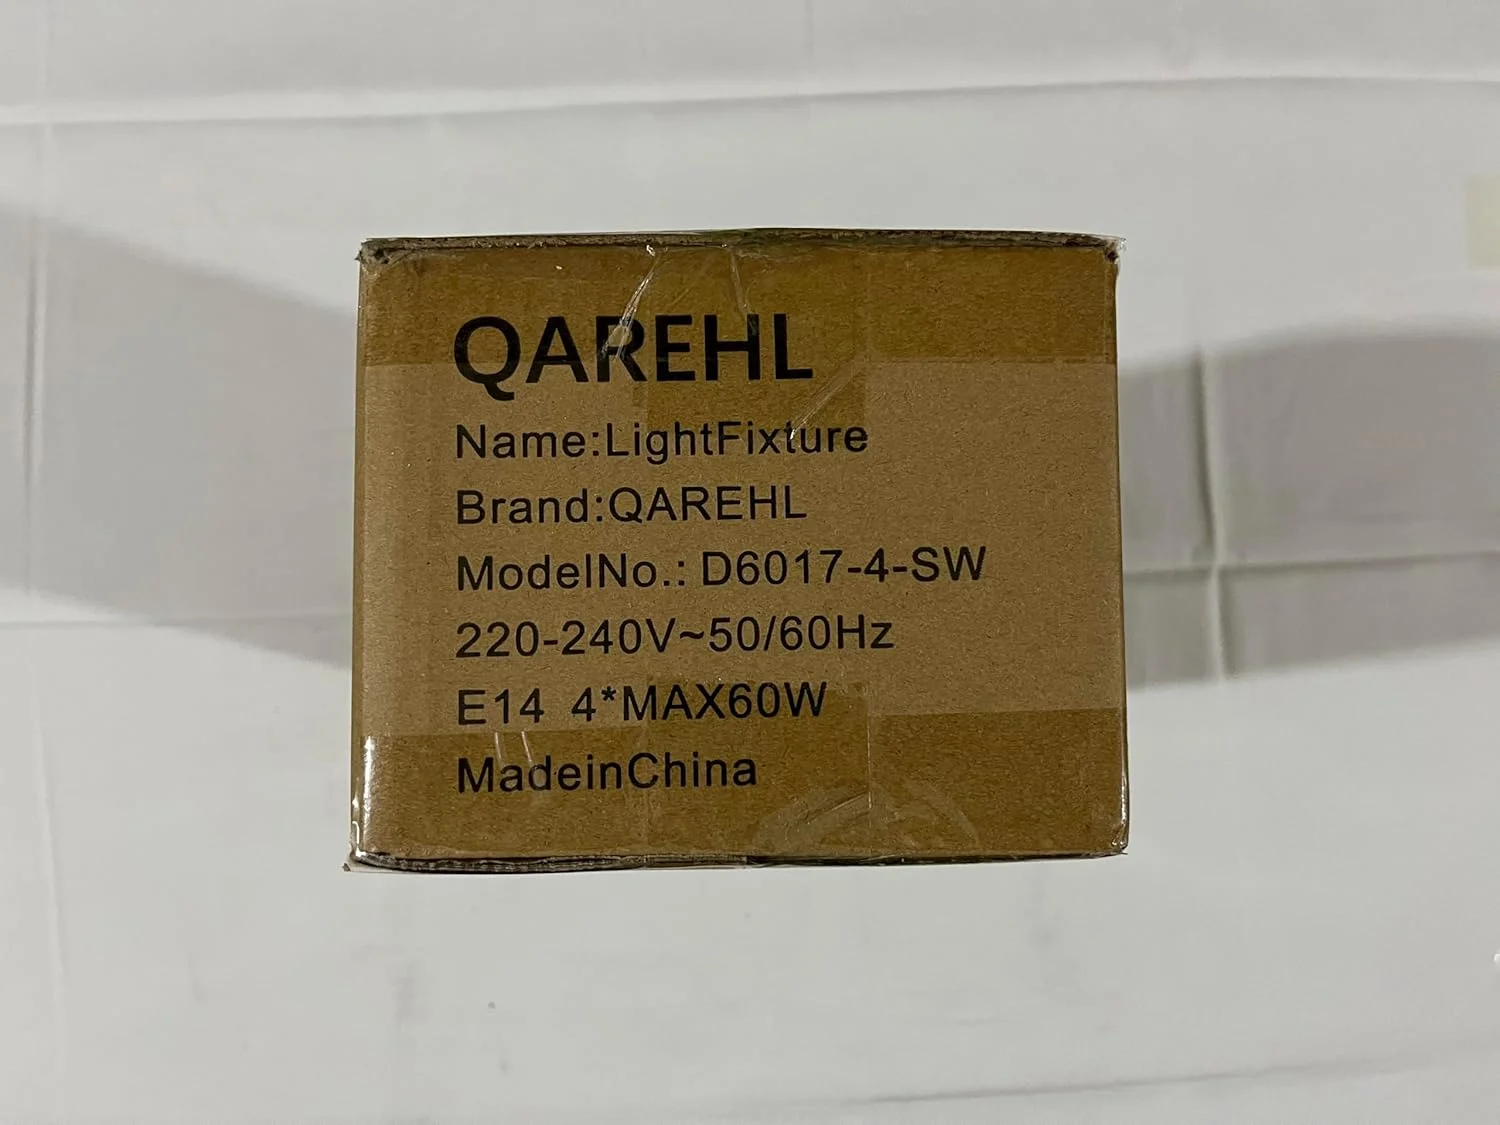 QAREHL
Name:LightFixture
Brand:QAREHL
ModelNo.: D6017-4-SW
220-240V~50/60Hz
E14 4*MAX60W
MadeinChina